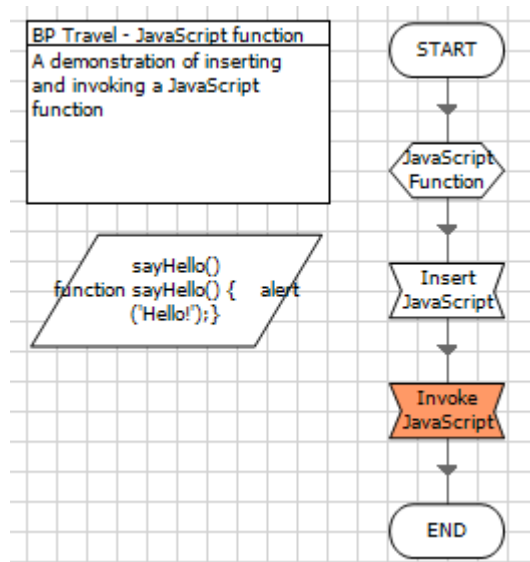 BP Travel - JavaScript function
A demonstration of inserting
and invoking a JavaScript
function
sayHello()
function sayHello() {    alert
('Hello!');}
START
JavaScript
Function
Insert
JavaScript
Invoke
JavaScript
END